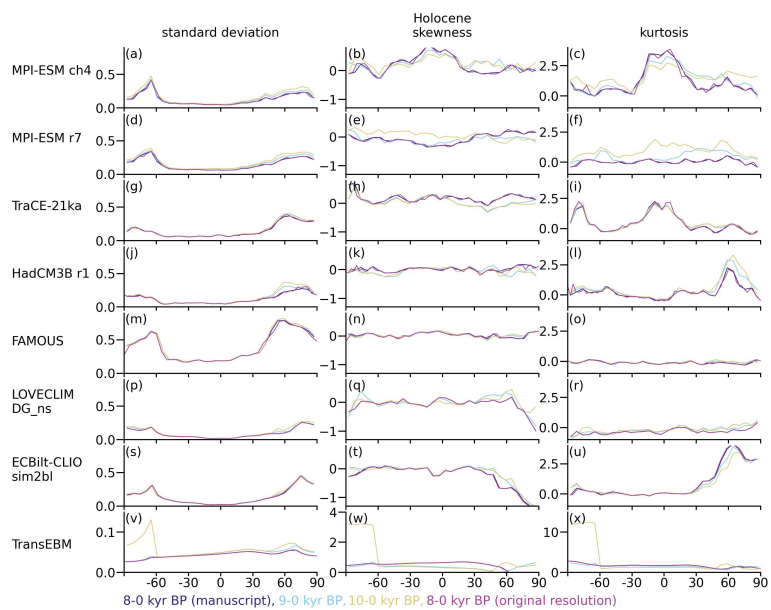 Holocene
standard deviation skewness kurtosis
MPI-ESM ch4 (a) (b) (c)
0.5 0 2.5
0.0 −1 0.0
MPI-ESM r7 (d) (e) (f)
0.5 0 2.5
0.0 −1 0.0
TraCE-21ka (g) (h) (i)
0.5 0 2.5
0.0 −1 0.0
HadCM3B r1 (j) (k) (l)
0.5 0 2.5
0.0 −1 0.0
FAMOUS (m) (n) (o)
0.5 0 2.5
0.0 −1 0.0
LOVECLIM
DG_ns (p) (q) (r)
0.5 0 2.5
0.0 −1 0.0
ECBilt-CLIO
sim2bl (s) (t) (u)
0.5 0 2.5
0.0 −1 0.0
TransEBM (v) (w) (x)
0.1 4 2 10
0.0 0 0
-90 -60 -30 0 30 60 90 -60 -30 0 30 60 90 -60 -30 0 30 60 90
8-0 kyr BP (manuscript), 9-0 kyr BP, 10-0 kyr BP, 8-0 kyr BP (original resolution)